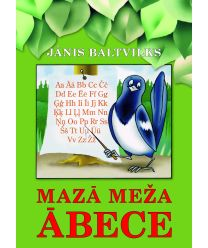 JĀNIS BALTVILKS
Aa Āā Bb Cc Čč
Dd Ee Ēē Ff Gg
Ģģ Hh Ii Īī Jj Kk
Ķķ Ll Ļļ Mm Nn
Ņņ Oo Pp Rr Ss
Šš Tt Uu Ūū
Vv Zz Žž
MAZĀ MEŽA
ĀBECE